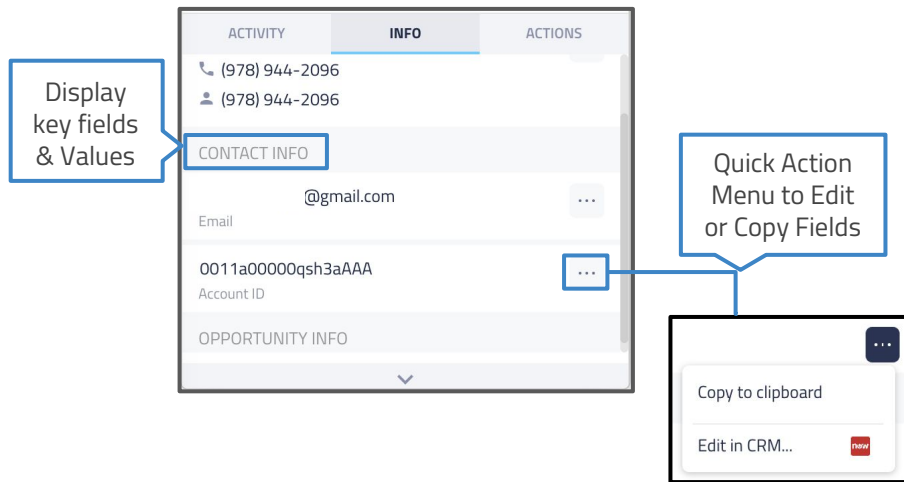 ACTIVITY INFO ACTIONS
(978) 944-2096
(978) 944-2096
Display
key fields
& Values
CONTACT INFO
@gmail.com
...
Email
0011a00000qsh3aAAA
...
Account ID
OPPORTUNITY INFO
Quick Action
Menu to Edit
or Copy Fields
...
Copy to clipboard
Edit in CRM... new